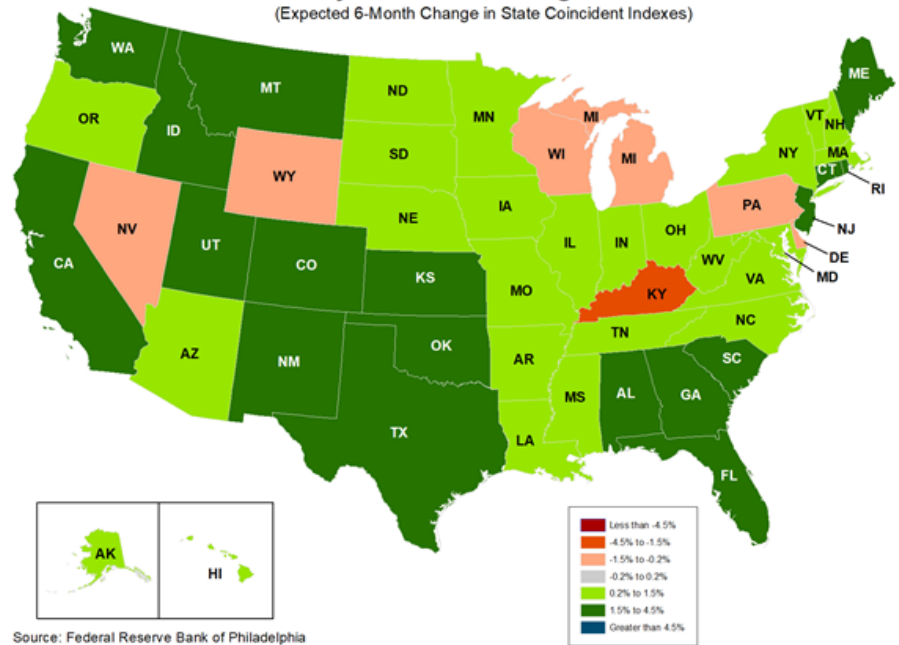 (Expected 6-Month Change in State Coincident Indexes)
WA
MT
ND
MN
ME
OR
ID
SD
WI
MI
MI
VT
NH
NY
MA
CT
RI
WY
NV
NE
IA
PA
NJ
UT
CO
IL
IN
OH
DE
CA
KS
MO
WV
VA
MD
KY
AZ
NM
OK
AR
TN
NC
SC
TX
MS
AL
GA
LA
FL
AK
HI
Less than -4.5%
-4.5% to -1.5%
-1.5% to -0.2%
-0.2% to 0.2%
0.2% to 1.5%
1.5% to 4.5%
Greater than 4.5%
Source: Federal Reserve Bank of Philadelphia